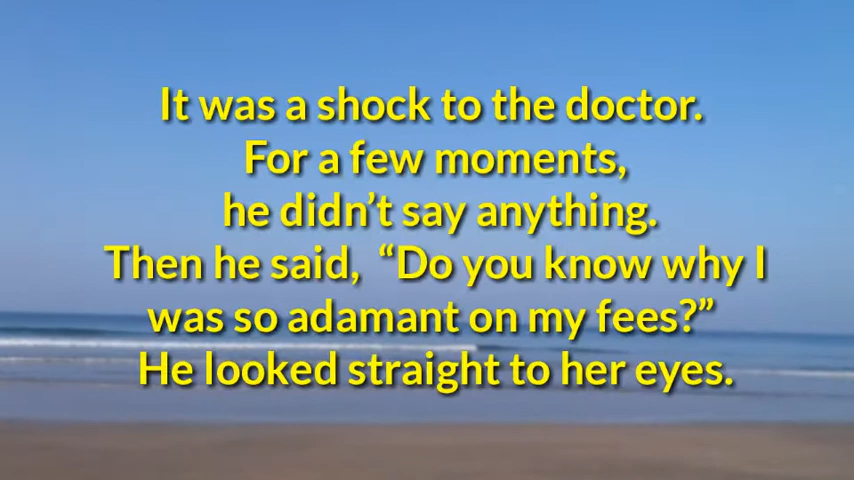 It was a shock to the doctor.
For a few moments,
he didn’t say anything.
Then he said,  “Do you know why I
was so adamant on my fees?”
He looked straight to her eyes.